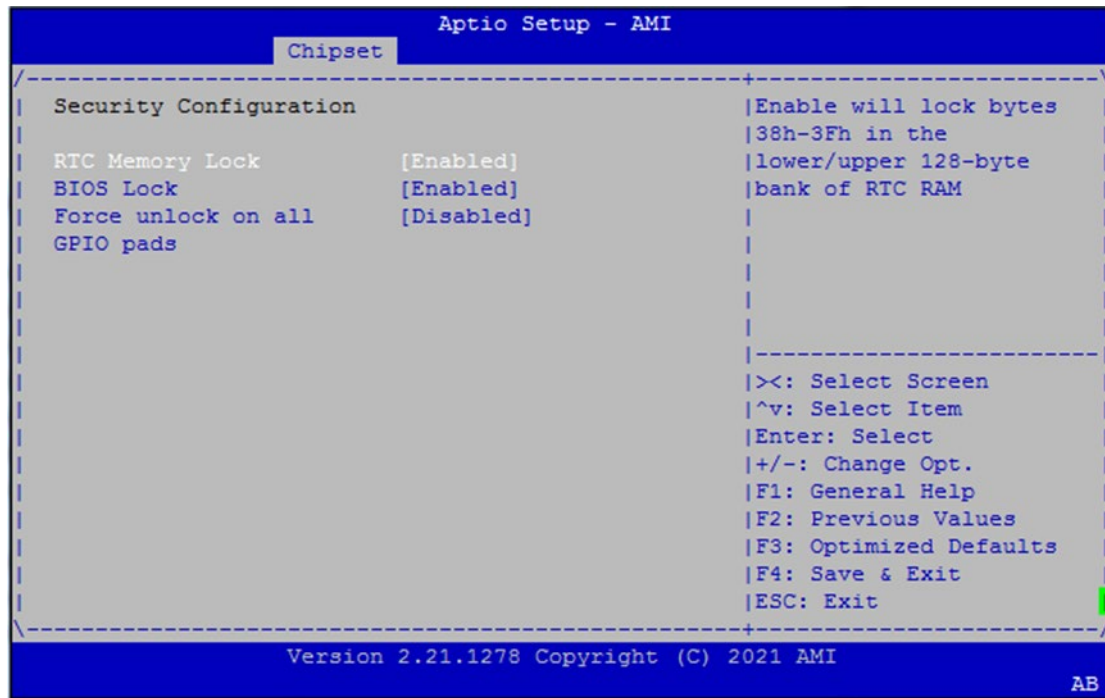 Aptio Setup - AMI
Chipset
Security Configuration
RTC Memory Lock [Enabled]
BIOS Lock [Enabled]
Force unlock on all [Disabled]
GPIO pads
Enable will lock bytes
38h-3Fh in the
lower/upper 128-byte
bank of RTC RAM
><: Select Screen
^v: Select Item
Enter: Select
+/-: Change Opt.
F1: General Help
F2: Previous Values
F3: Optimized Defaults
F4: Save & Exit
ESC: Exit
Version 2.21.1278 Copyright (C) 2021 AMI
AB